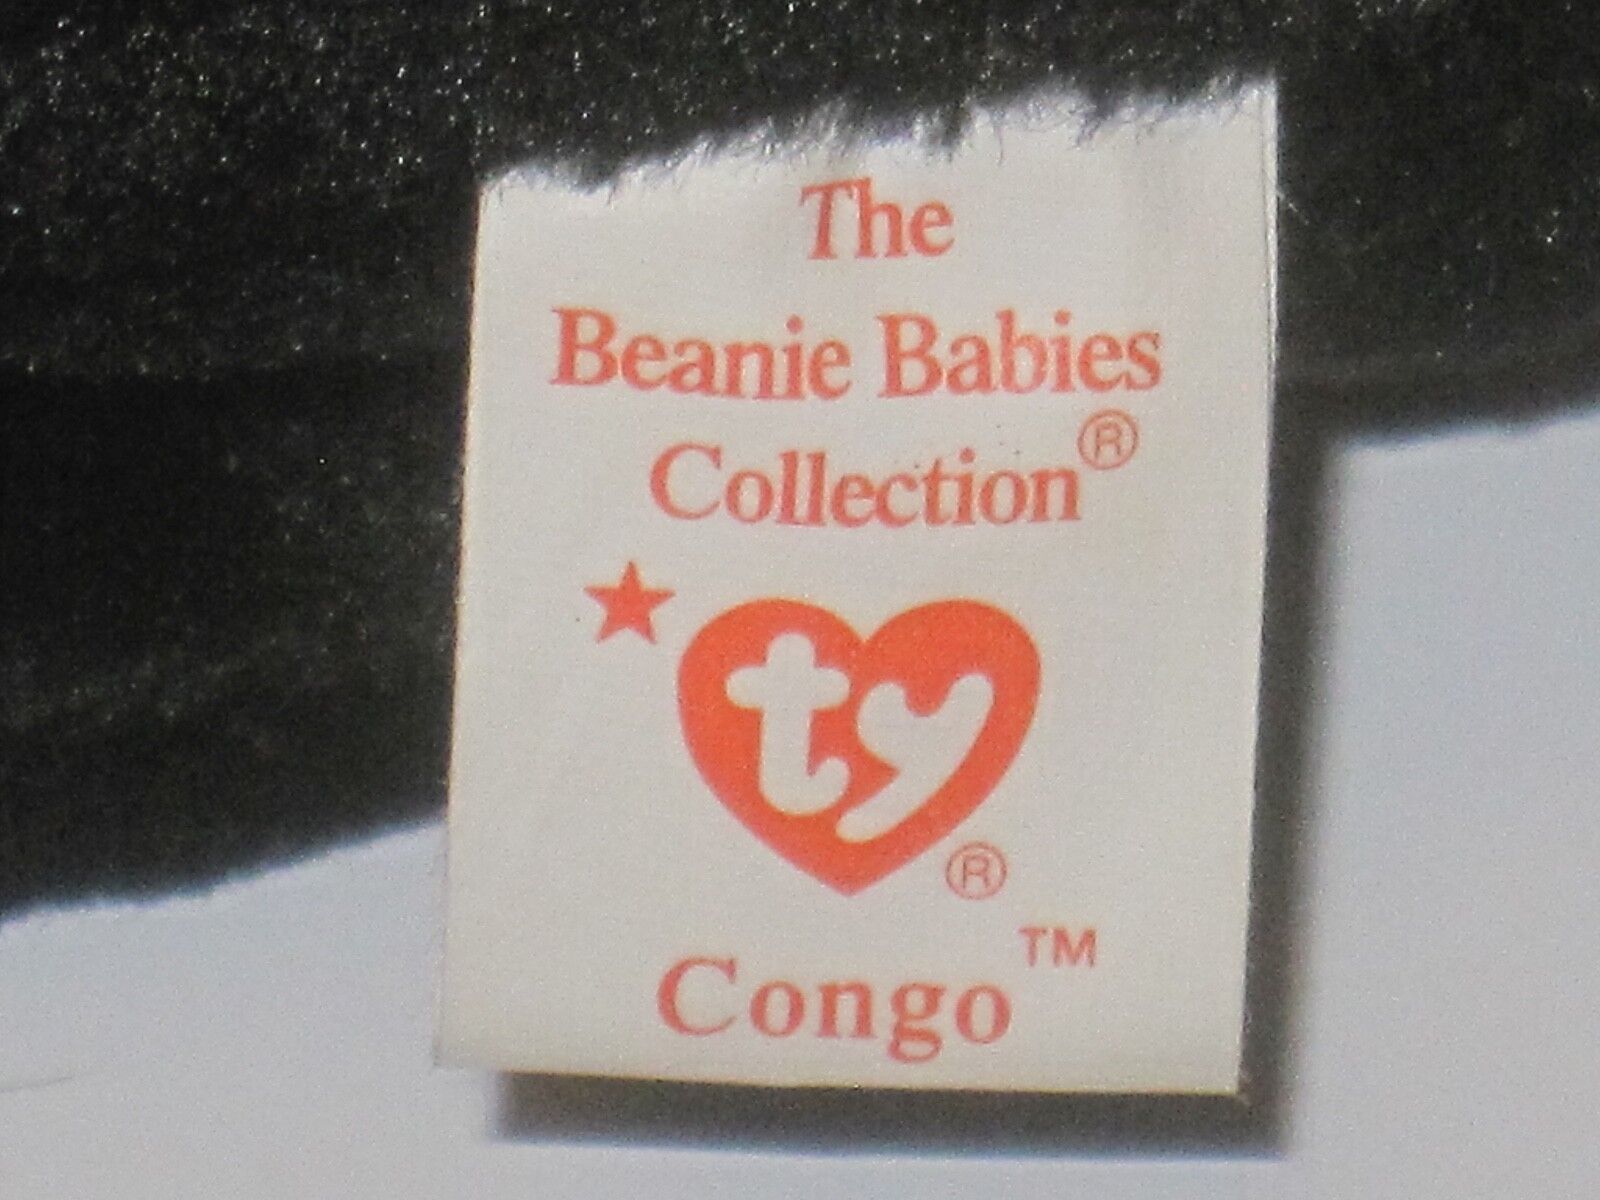 The
Beanie Babies
Collection®
ty®
Congo™